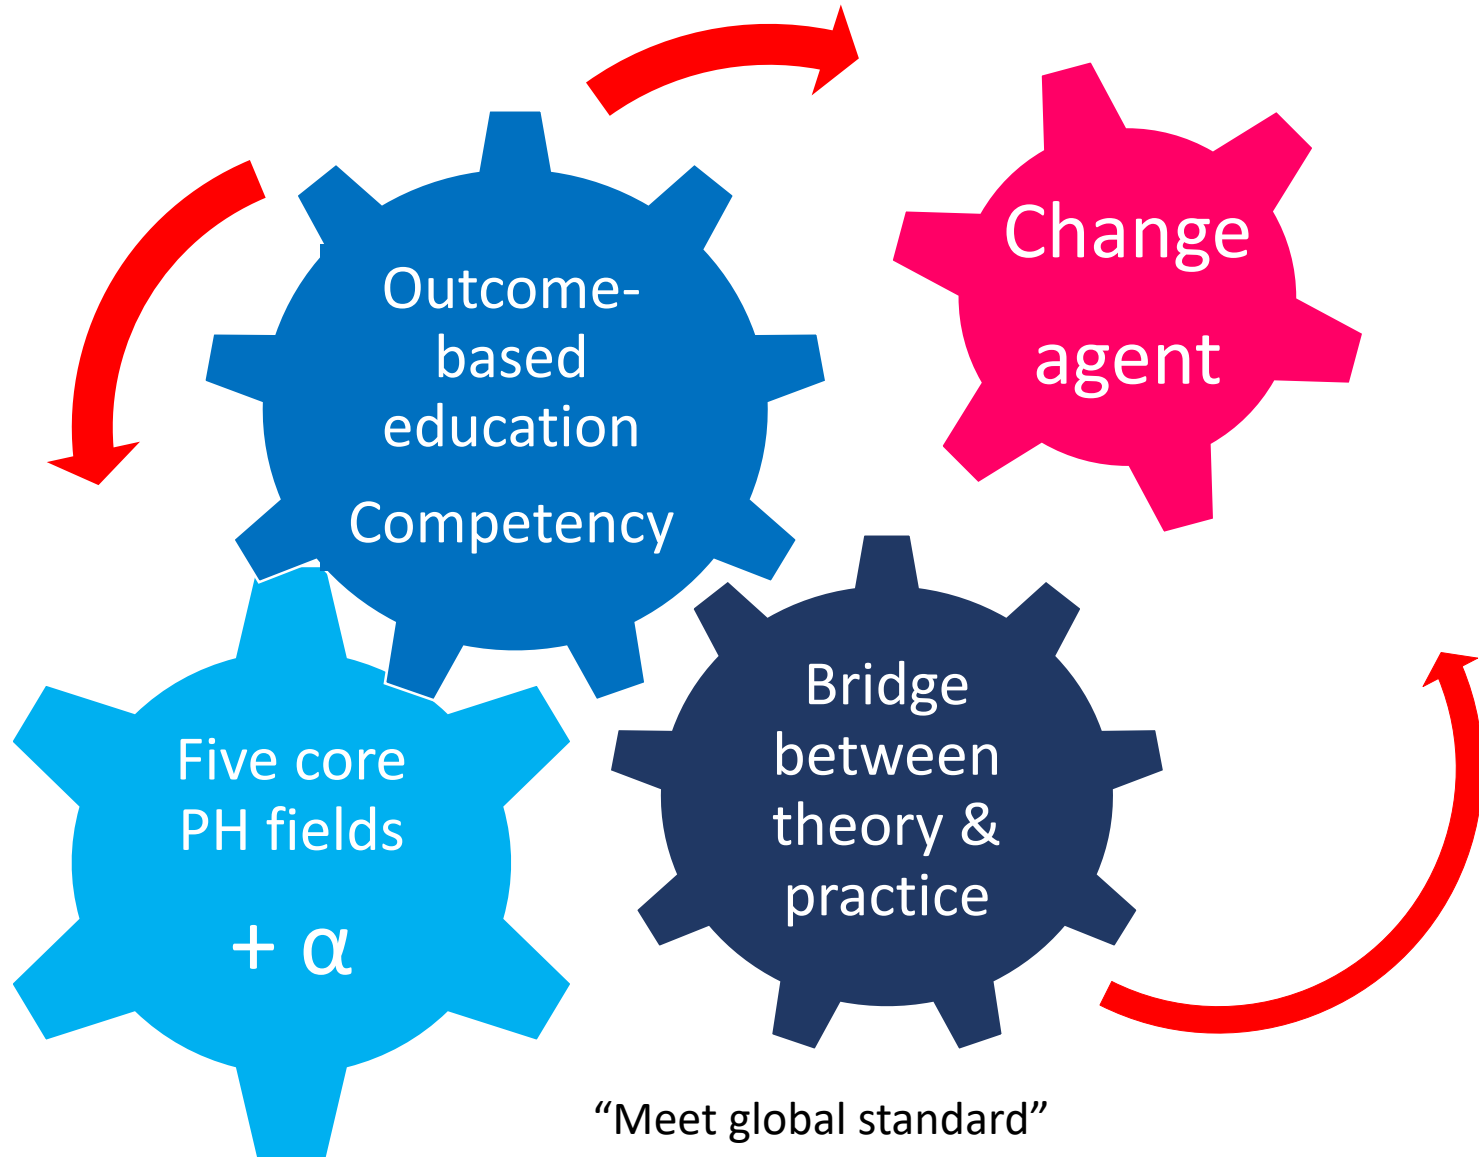 Outcome-
based
education
Competency
Change
agent
Five core
PH fields
+ α
Bridge
between
theory &
practice
“Meet global standard”